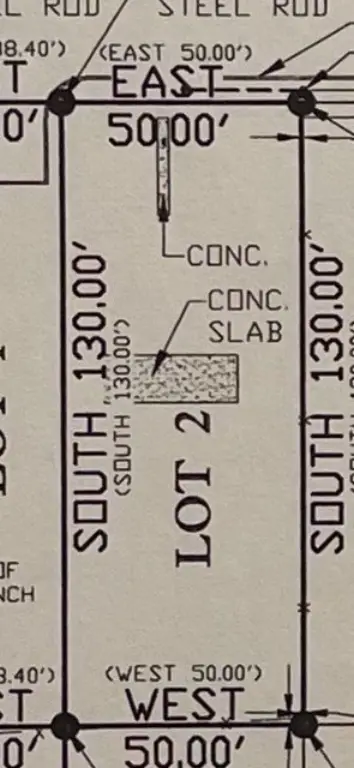 STEEL ROD
(EAST 50.00')
EAST
50.00'
CONC.
CONC.
SLAB
SOUTH 130.00'
(SOUTH 130.00')
LOT 2
SOUTH 130.00'
(WEST 50.00')
WEST
50.00'